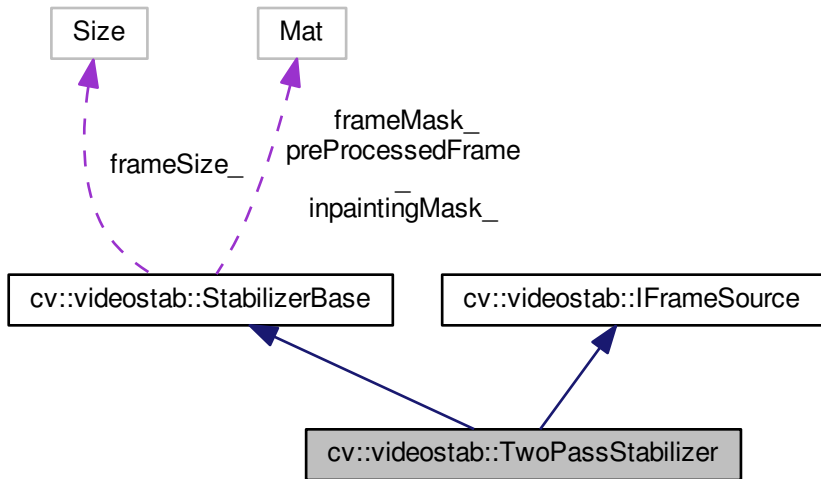 Size
Mat
frameMask_
preProcessedFrame
_
inpaintingMask_
frameSize_
cv::videostab::StabilizerBase
cv::videostab::IFrameSource
cv::videostab::TwoPassStabilizer